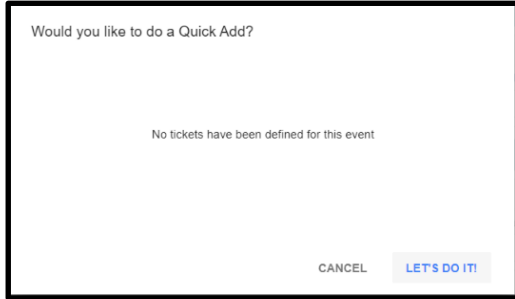 Would you like to do a Quick Add?
No tickets have been defined for this event
CANCEL LET'S DO IT!